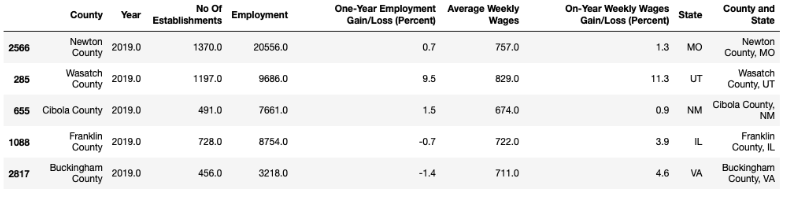 County Year No Of Establishments Employment One-Year Employment Gain/Loss (Percent) Average Weekly Wages On-Year Weekly Wages Gain/Loss (Percent) State County and State
2566 Newton County 2019.0 1370.0 20556.0 0.7 757.0 1.3 MO Newton County, MO
285 Wasatch County 2019.0 1197.0 9686.0 9.5 829.0 11.3 UT Wasatch County, UT
655 Cibola County 2019.0 491.0 7661.0 1.5 674.0 0.9 NM Cibola County, NM
1088 Franklin County 2019.0 728.0 8754.0 -0.7 722.0 3.9 IL Franklin County, IL
2817 Buckingham County 2019.0 456.0 3218.0 -1.4 711.0 4.6 VA Buckingham County, VA